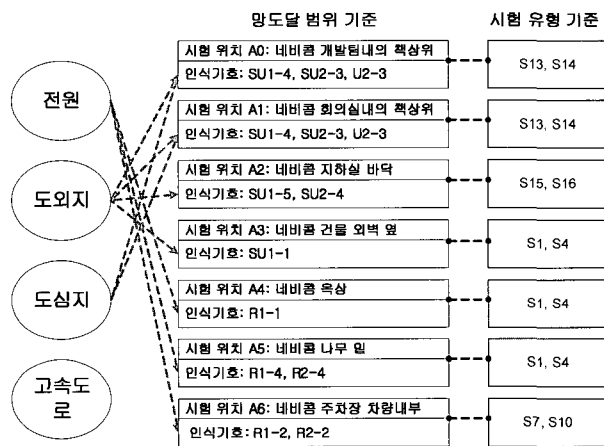 망도달 범위 기준
시험 유형 기준
전원
도외지
도심지
고속도
로
시험 위치 A0: 네비콤 개발팀내의 책상위
인식기호: SU1-4, SU2-3, U2-3
S13, S14
시험 위치 A1: 네비콤 회의실내의 책상위
인식기호: SU1-4, SU2-3, U2-3
S13, S14
시험 위치 A2: 네비콤 지하실 바닥
인식기호: SU1-5, SU2-4
S15, S16
시험 위치 A3: 네비콤 건물 외벽 옆
인식기호: SU1-1
S1, S4
시험 위치 A4: 네비콤 옥상
인식기호: R1-1
S1, S4
시험 위치 A5: 네비콤 나무 밑
인식기호: R1-4, R2-4
S1, S4
시험 위치 A6: 네비콤 주차장 차량내부
인식기호: R1-2, R2-2
S7, S10